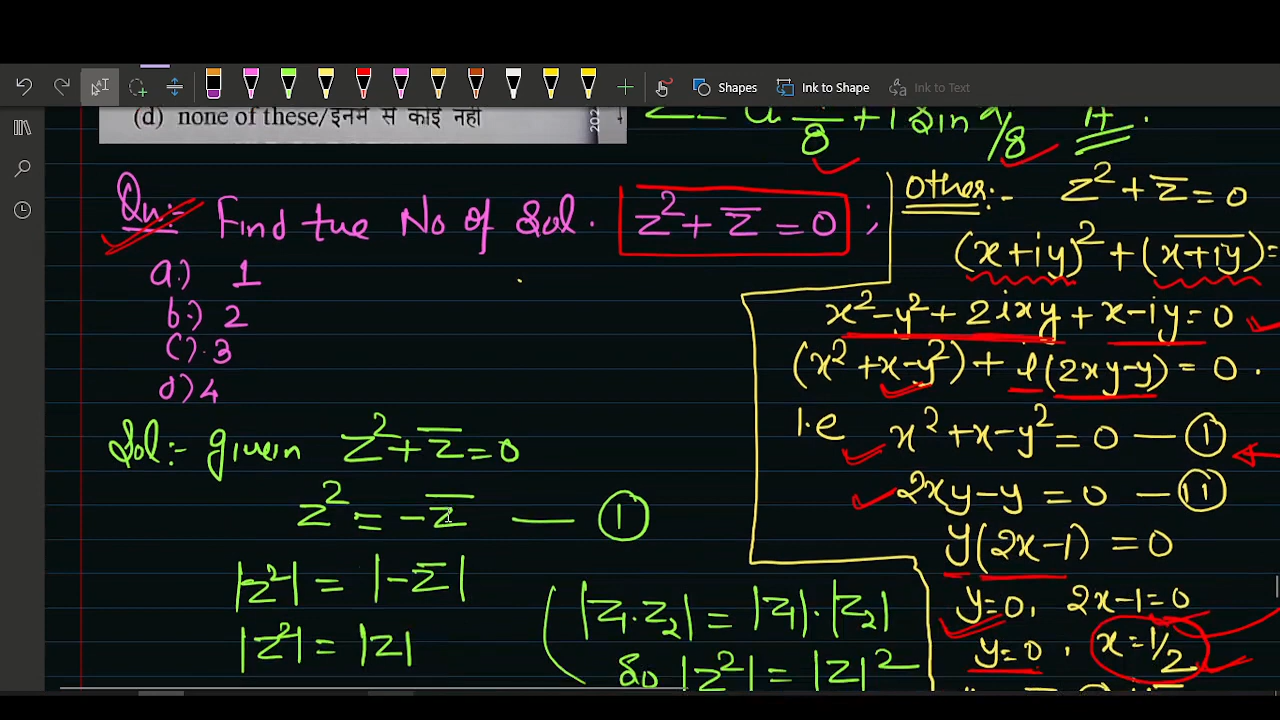 Shapes
Ink to Shape
Ink to Text
(d) none of these/इनमें से कोई नहीं
8 + i sin π/8
Qn:- Find tue No of Sol. z² + z̅ = 0 ;
a.) 1
b.) 2
(c).3
d) 4
Sol:- given z² + z̅ = 0
z² = -z̅ — ①
|z²| = |-z̅|
|z²| = |z|
( |z₁.z₂| = |z₁|.|z₂|
so |z²| = |z|²
Other:- z² + z̅ = 0
(x+iy)² + (x+iy)̅ =
x²-y²+2ixy + x-iy = 0
(x²+x-y²) + i(2xy-y) = 0.
i.e x²+x-y² = 0 — ①
2xy-y = 0 — ⑪
y(2x-1) = 0
y=0, 2x-1=0
y=0, x=1/2